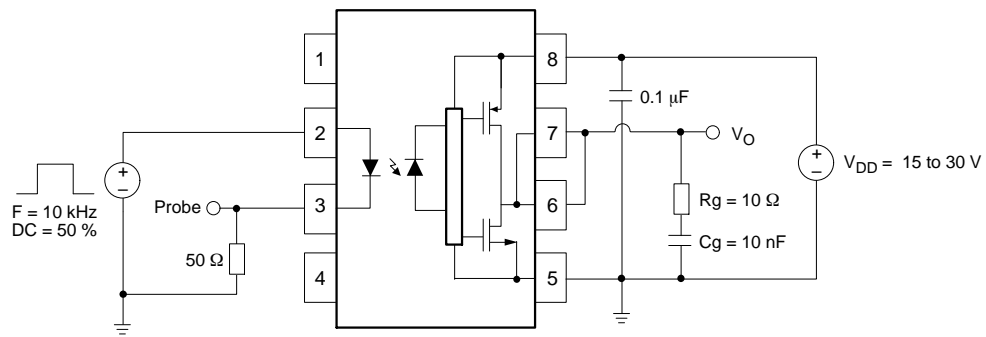 1
8
0.1 μF
2
7
V_O
+
−
+
−
V_DD = 15 to 30 V
F = 10 kHz
DC = 50 %
Probe
3
6
Rg = 10 Ω
50 Ω
Cg = 10 nF
4
5